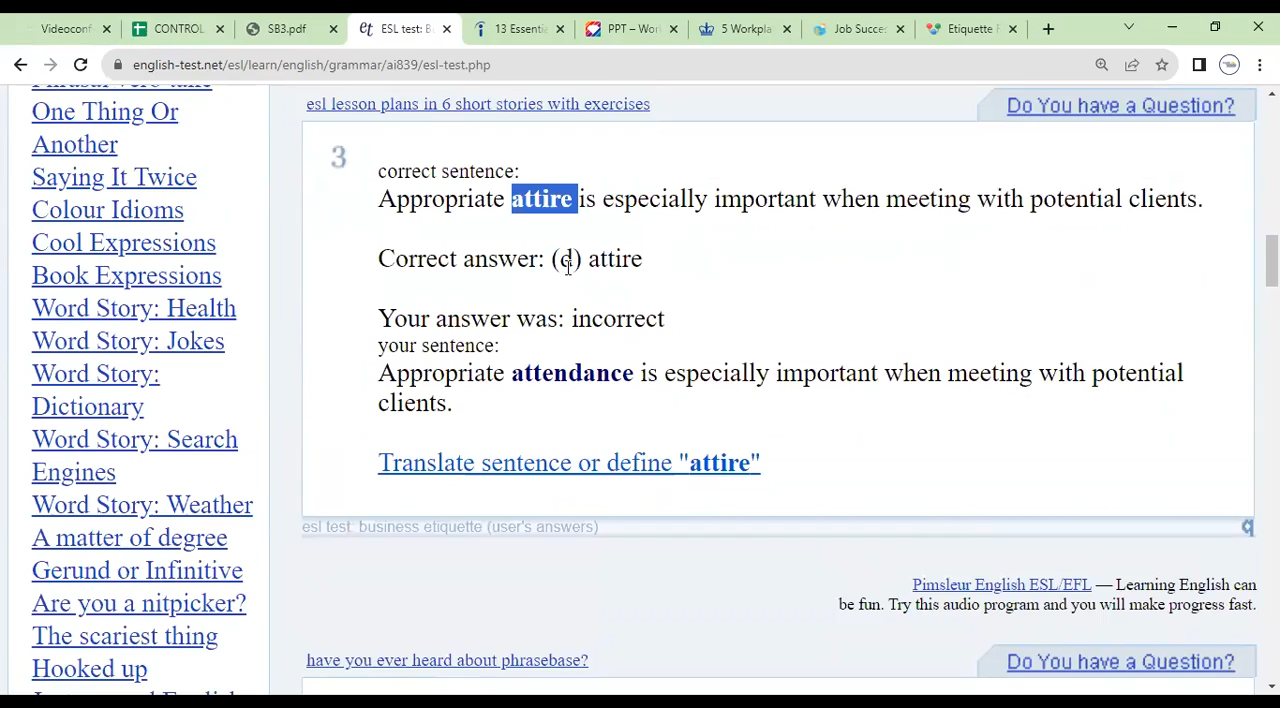 Videoconf
CONTROL
SB3.pdf
et ESL test: B
13 Essentia
PPT – Wor
5 Workpla
Job Succes
Etiquette F
english-test.net/esl/learn/english/grammar/ai839/esl-test.php
One Thing Or
Another
Saying It Twice
Colour Idioms
Cool Expressions
Book Expressions
Word Story: Health
Word Story: Jokes
Word Story:
Dictionary
Word Story: Search
Engines
Word Story: Weather
A matter of degree
Gerund or Infinitive
Are you a nitpicker?
The scariest thing
Hooked up
esl lesson plans in 6 short stories with exercises
Do You have a Question?
3
correct sentence:
Appropriate attire is especially important when meeting with potential clients.
Correct answer: (d) attire
Your answer was: incorrect
your sentence:
Appropriate attendance is especially important when meeting with potential
clients.
Translate sentence or define "attire"
esl test: business etiquette (user's answers)
Pimsleur English ESL/EFL — Learning English can
be fun. Try this audio program and you will make progress fast.
have you ever heard about phrasebase?
Do You have a Question?